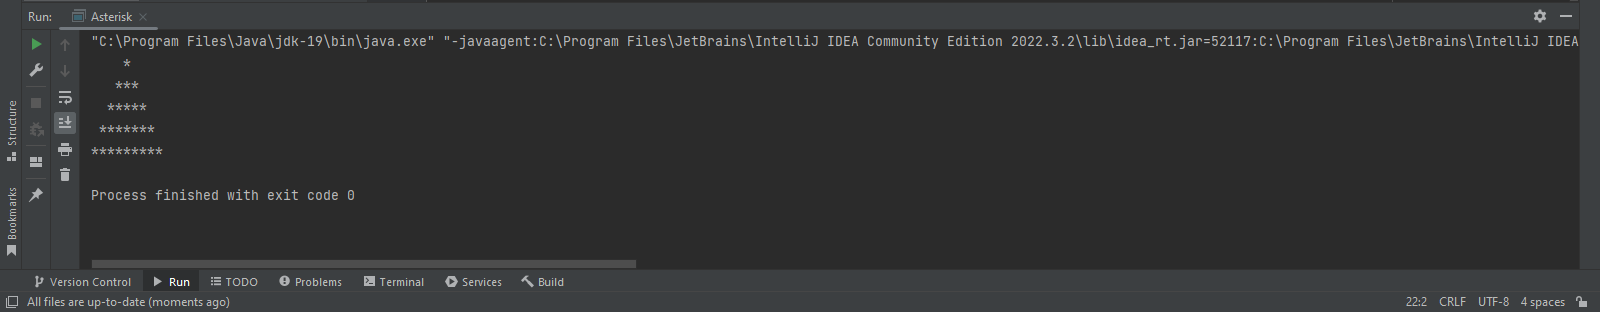 Run: Asterisk
"C:\Program Files\Java\jdk-19\bin\java.exe" "-javaagent:C:\Program Files\JetBrains\IntelliJ IDEA Community Edition 2022.3.2\lib\idea_rt.jar=52117:C:\Program Files\JetBrains\IntelliJ IDEA
    *
   ***
  *****
 *******
*********
Process finished with exit code 0
Structure
Bookmarks
Version Control Run TODO Problems Terminal Services Build
All files are up-to-date (moments ago) 22:2 CRLF UTF-8 4 spaces